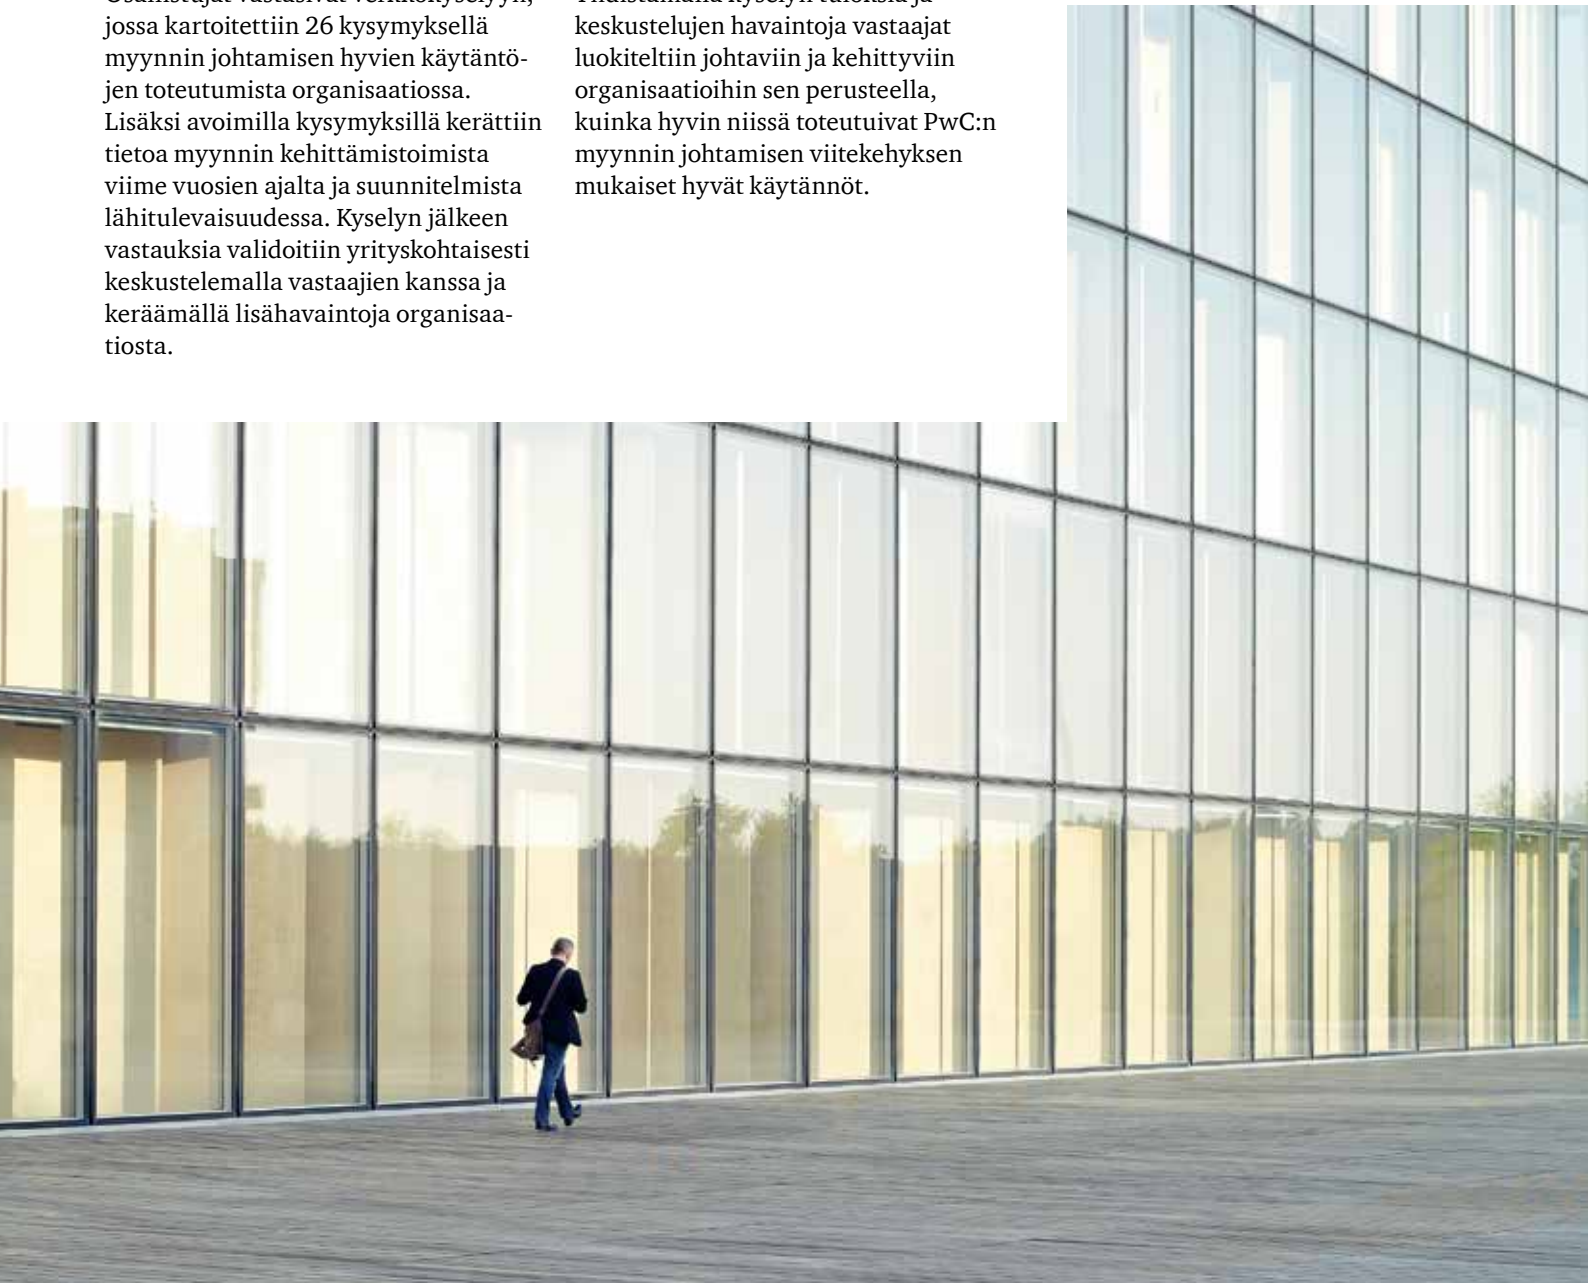 jossa kartoitettiin 26 kysymyksellä
myynnin johtamisen hyvien käytäntö-
jen toteutumista organisaatiossa.
Lisäksi avoimilla kysymyksillä kerättiin
tietoa myynnin kehittämistoimista
viime vuosien ajalta ja suunnitelmista
lähitulevaisuudessa. Kyselyn jälkeen
vastauksia validoitiin yrityskohtaisesti
keskustelemalla vastaajien kanssa ja
keräämällä lisähavaintoja organisaa-
tiosta.
keskustelujen havaintoja vastaajat
luokiteltiin johtaviin ja kehittyviin
organisaatioihin sen perusteella,
kuinka hyvin niissä toteutuivat PwC:n
myynnin johtamisen viitekehyksen
mukaiset hyvät käytännöt.